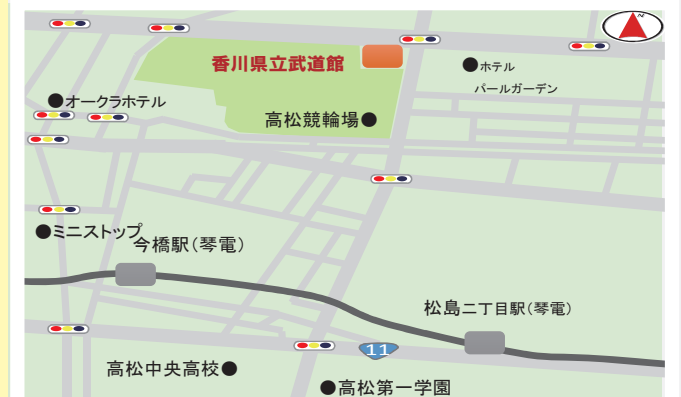 N
香川県立武道館
●ホテル
パールガーデン
●オークラホテル
高松競輪場●
●ミニストップ
今橋駅(琴電)
松島二丁目駅(琴電)
11
高松中央高校●
●高松第一学園